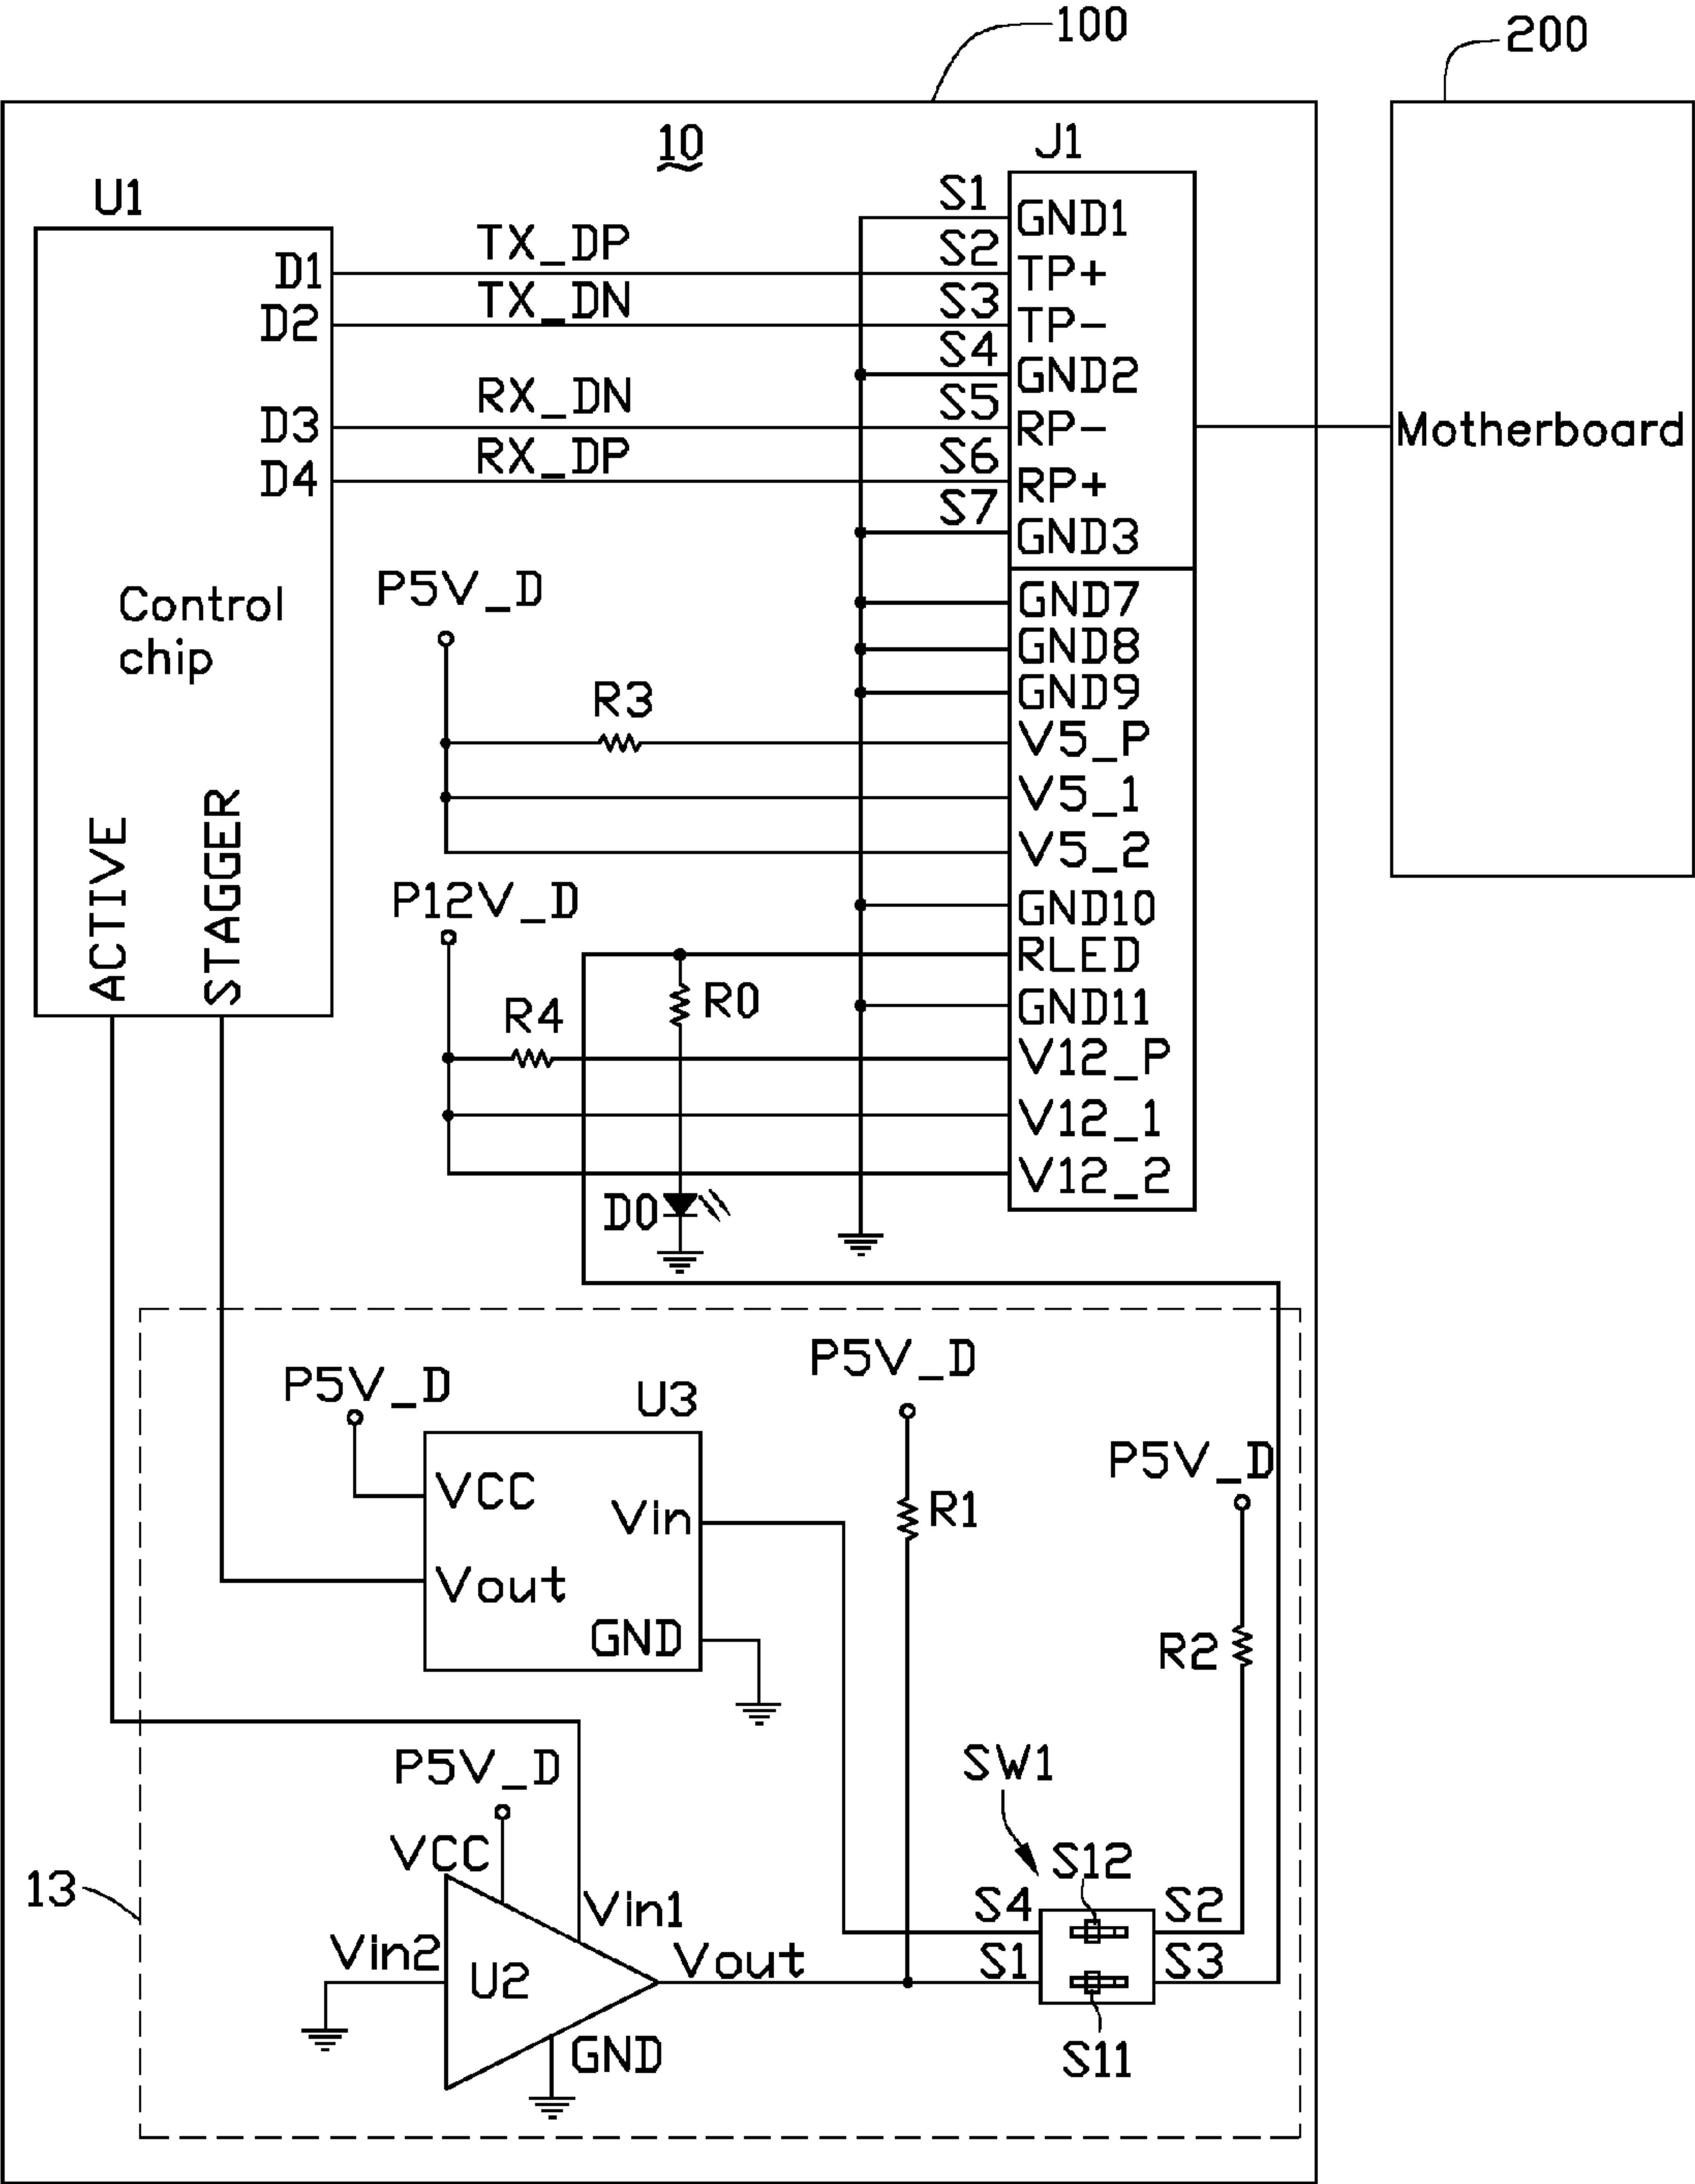 100
200
10
J1
U1
S1
GND1
TX_DP
S2
D1
TP+
TX_DN
S3
D2
TP-
S4
GND2
RX_DN
S5
D3
RP-
Motherboard
RX_DP
S6
D4
RP+
S7
GND3
P5V_D
GND7
Control
chip
GND8
GND9
R3
V5_P
V5_1
ACTIVE
STAGGER
V5_2
P12V_D
GND10
RLED
R4
R0
GND11
V12_P
V12_1
V12_2
D0
P5V_D
P5V_D
U3
P5V_D
VCC
Vin
R1
Vout
GND
R2
P5V_D
SW1
VCC
S12
13
Vin1
S4
S2
Vin2
Vout
S1
S3
U2
GND
S11